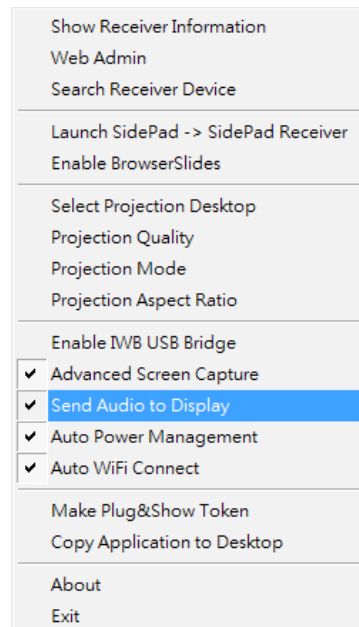 Show Receiver Information
Web Admin
Search Receiver Device
Launch SidePad -> SidePad Receiver
Enable BrowserSlides
Select Projection Desktop
Projection Quality
Projection Mode
Projection Aspect Ratio
Enable IWB USB Bridge
Advanced Screen Capture
Send Audio to Display
Auto Power Management
Auto WiFi Connect
Make Plug&Show Token
Copy Application to Desktop
About
Exit